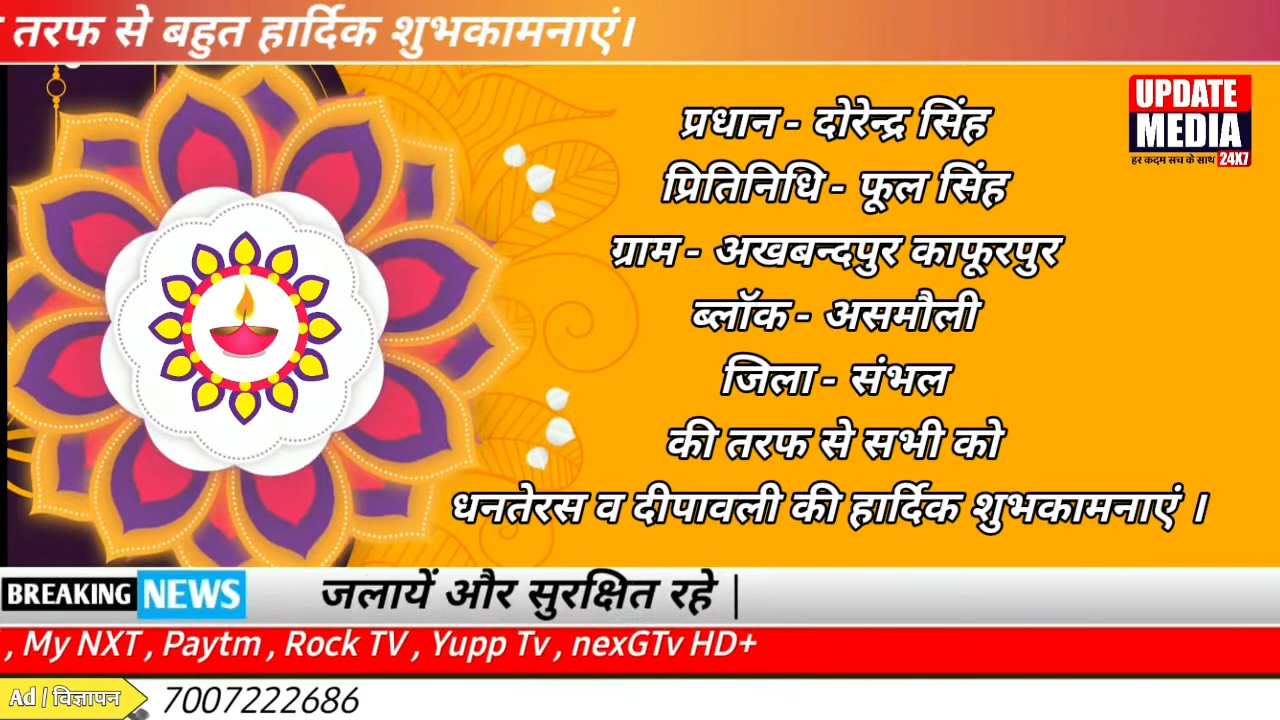 तरफ से बहुत हार्दिक शुभकामनाएं।
UPDATE
MEDIA
हर कदम सच के साथ 24X7
प्रधान - दोरेन्द्र सिंह
प्रितिनिधि - फूल सिंह
ग्राम - अखबन्दपुर काफूरपुर
ब्लॉक - असमौली
जिला - संभल
की तरफ से सभी को
धनतेरस व दीपावली की हार्दिक शुभकामनाएं ।
BREAKING NEWS जलायें और सुरक्षित रहे |
, My NXT , Paytm , Rock TV , Yupp Tv , nexGTv HD+
Ad / विज्ञापन 7007222686